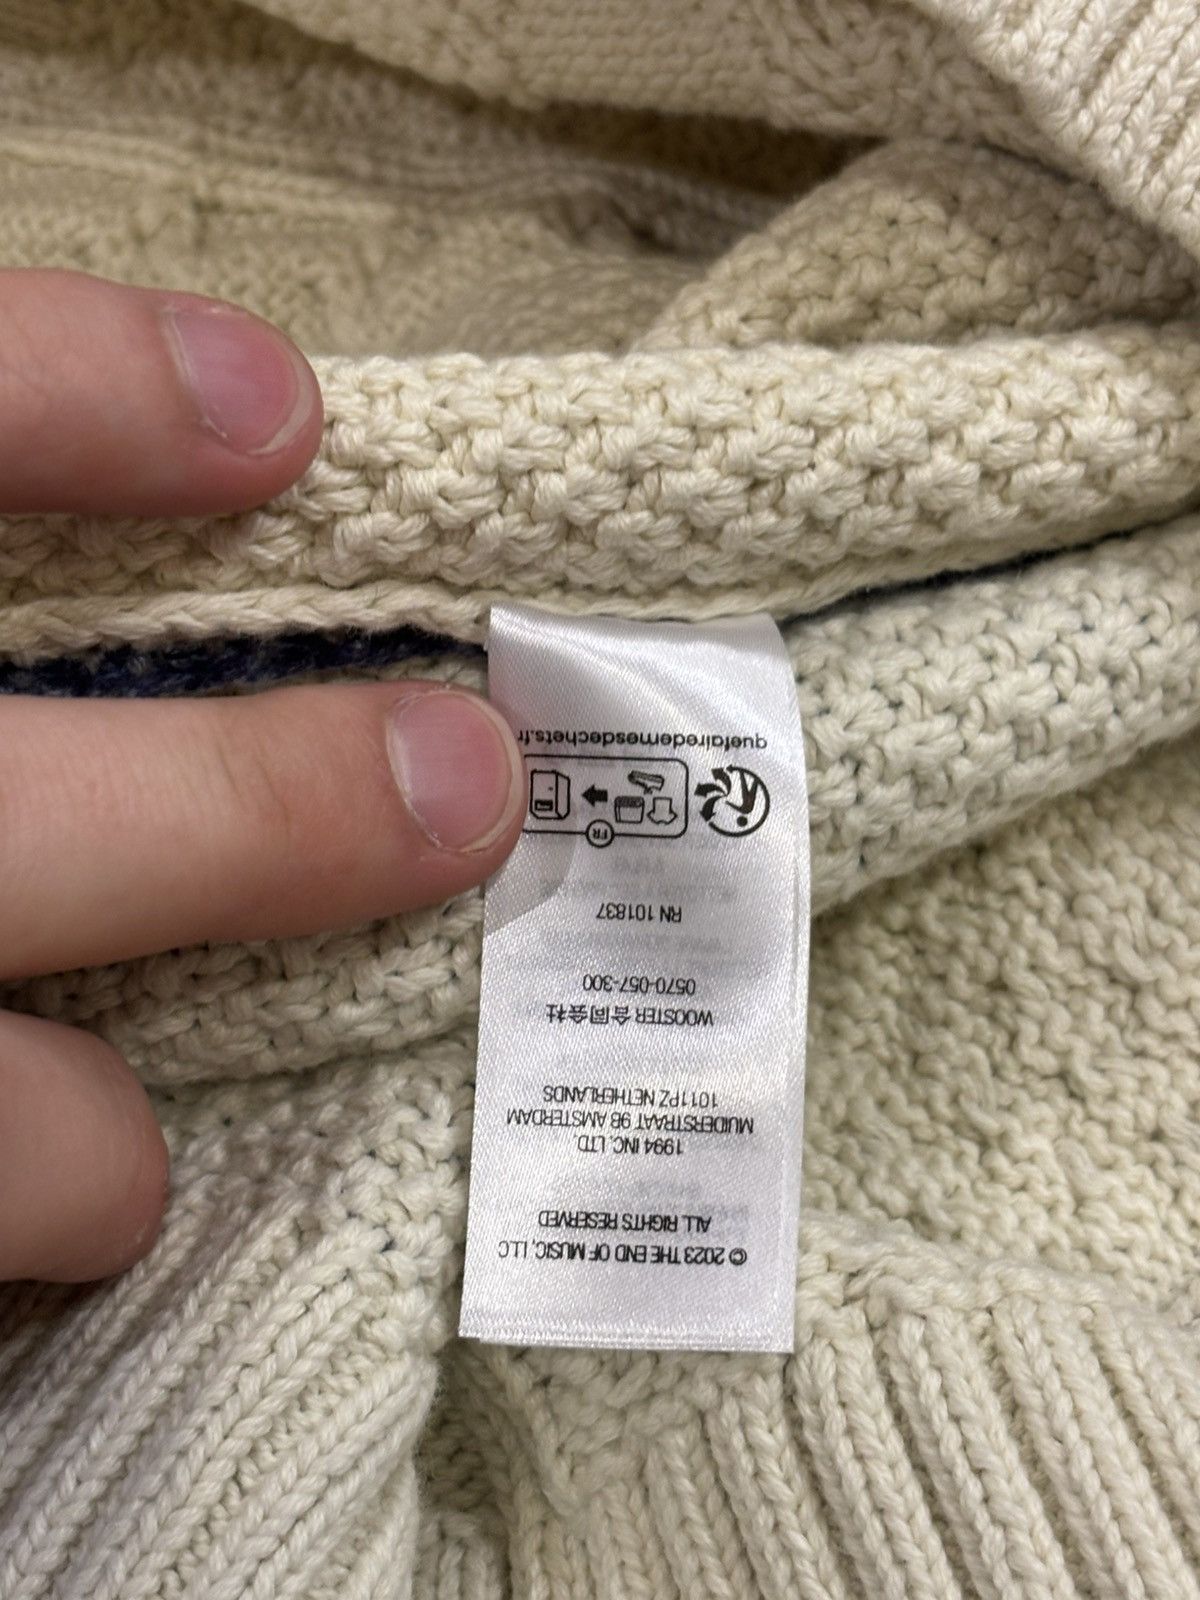 © 2023 THE END OF MUSIC, LLC
ALL RIGHTS RESERVED
1994 INC, LTD.
MUIDERSTRAAT 9B AMSTERDAM
1011PZ NETHERLANDS
WOOSTER 合同会社
0570-057-300
RN 101837
FR
quefairedemesdechets.fr